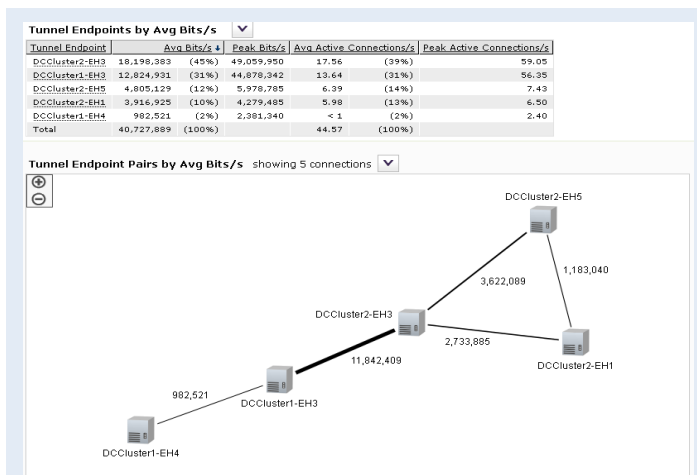 Tunnel Endpoints by Avg Bits/s
Tunnel Endpoint Avg Bits/s Peak Bits/s Avg Active Connections/s Peak Active Connections/s
DCCluster2-EH3 18,198,383 (45%) 49,059,950 17.56 (39%) 59.05
DCCluster1-EH3 12,824,931 (31%) 44,878,342 13.64 (31%) 56.35
DCCluster2-EH5 4,805,129 (12%) 5,978,785 6.39 (14%) 7.43
DCCluster2-EH1 3,916,925 (10%) 4,279,485 5.98 (13%) 6.50
DCCluster1-EH4 982,521 (2%) 2,381,340 < 1 (2%) 2.40
Total 40,727,889 (100%) 44.57 (100%)
Tunnel Endpoint Pairs by Avg Bits/s showing 5 connections
DCCluster2-EH5
1,183,040
3,622,089
DCCluster2-EH3
2,733,885
11,842,409
DCCluster2-EH1
982,521
DCCluster1-EH3
DCCluster1-EH4